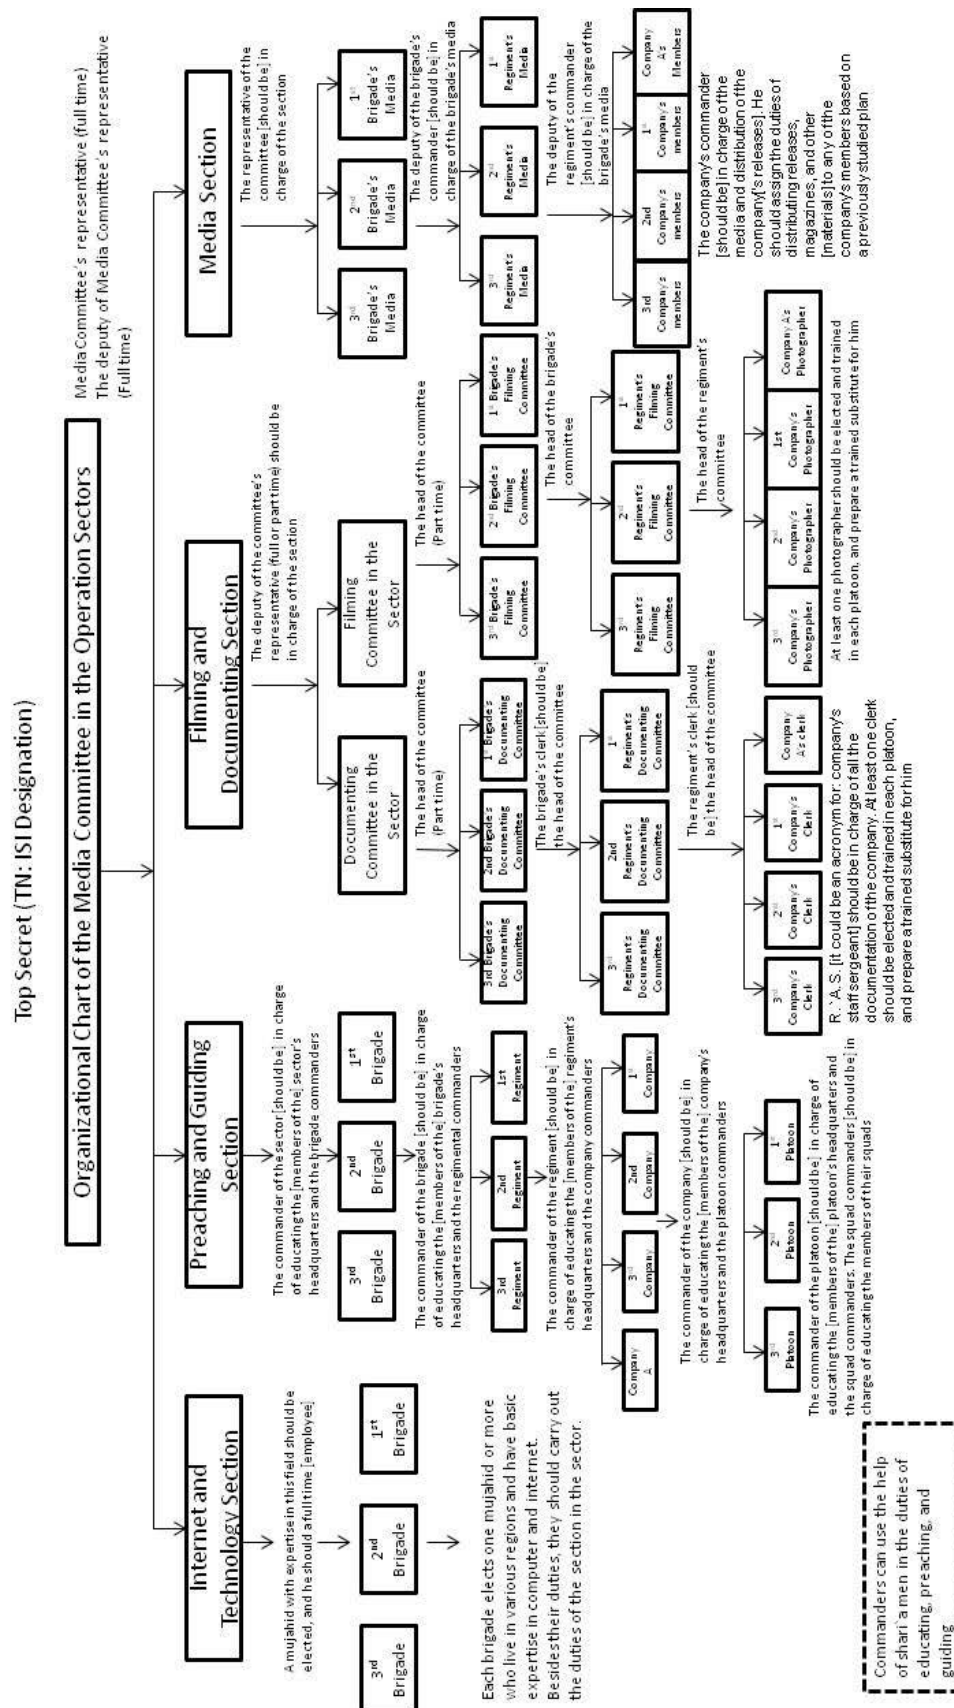 Top Secret (TN: ISI Designation)
Organizational Chart of the Media Committee in the Operation Sectors
Media Committee's representative (full time)
The deputy of Media Committee's representative
(Full time)
Internet and
Technology Section
A mujahid with expertise in this field should be
elected, and he should a full time [employee]
3rd
Brigade
2nd
Brigade
1st
Brigade
Each brigade elects one mujahid or more
who live in various regions and have basic
expertise in computer and internet.
Besides their duties, they should carry out
the duties of the section in the sector.
Commanders can use the help
of shari`a men in the duties of
educating, preaching, and
guiding
Preaching and Guiding
Section
The commander of the sector [should be] in charge
of educating the [members of the] sector's
headquarters and the brigade commanders
3rd
Brigade
2nd
Brigade
1st
Brigade
The commander of the brigade [should be] in charge
of educating the [members of the] brigade's
headquarters and the regimental commanders
3rd
Regiment
2nd
Regiment
1st
Regiment
The commander of the regiment [should be] in
charge of educating the [members of the] regiment's
headquarters and the company commanders
Company
A
3rd
Company
2nd
Company
1st
Company
The commander of the company [should be] in
charge of educating the [members of the] company's
headquarters and the platoon commanders
3rd
Platoon
2nd
Platoon
1st
Platoon
The commander of the platoon [should be] in charge of
educating the [members of the] platoon's headquarters and
the squad commanders. The squad commanders [should be] in
charge of educating the members of their squads
Filming and
Documenting Section
The deputy of the committee's
representative (full or part time) should be
in charge of the section
Documenting
Committee in the
Sector
The head of the committee
(Part time)
3rd Brigade's
Documenting
Committee
2nd Brigade's
Documenting
Committee
1st Brigade's
Documenting
Committee
The brigade's clerk [should be]
the head of the committee
3rd
Regiment's
Documenting
Committee
2nd
Regiment's
Documenting
Committee
1st
Regiment's
Documenting
Committee
The regiment's clerk [should
be] the head of the committee
3rd
Company's
Clerk
2nd
Company's
Clerk
1st
Company's
Clerk
Company
A's clerk
R.`A.S. [it could be an acronym for: company's
staff sergeant] should be in charge of all the
documentation of the company. At least one clerk
should be elected and trained in each platoon,
and prepare a trained substitute for him
Filming
Committee in the
Sector
The head of the committee
(Part time)
3rd Brigade's
Filming
Committee
2nd Brigade's
Filming
Committee
1st Brigade's
Filming
Committee
The head of the brigade's
committee
3rd
Regiment's
Filming
Committee
2nd
Regiment's
Filming
Committee
1st
Regiment's
Filming
Committee
The head of the regiment's
committee
3rd
Company's
Photographer
2nd
Company's
Photographer
1st
Company's
Photographer
Company A's
Photographer
At least one photographer should be elected and trained
in each platoon, and prepare a trained substitute for him
Media Section
The representative of the
committee [should be] in
charge of the section
3rd
Brigade's
Media
2nd
Brigade's
Media
1st
Brigade's
Media
The deputy of the brigade's
commander [should be] in
charge of the brigade's media
3rd
Regiment's
Media
2nd
Regiment's
Media
1st
Regiment's
Media
The deputy of the
regiment's commander
[should be] in charge of the
brigade's media
3rd
Company's
members
2nd
Company's
members
1st
Company's
members
Company
A's
Members
The company's commander
[should be] in charge of the
media and distribution of the
company['s releases]. He
should assign the duties of
distributing releases,
magazines, and other
[materials] to any of the
company's members based on
a previously studied plan